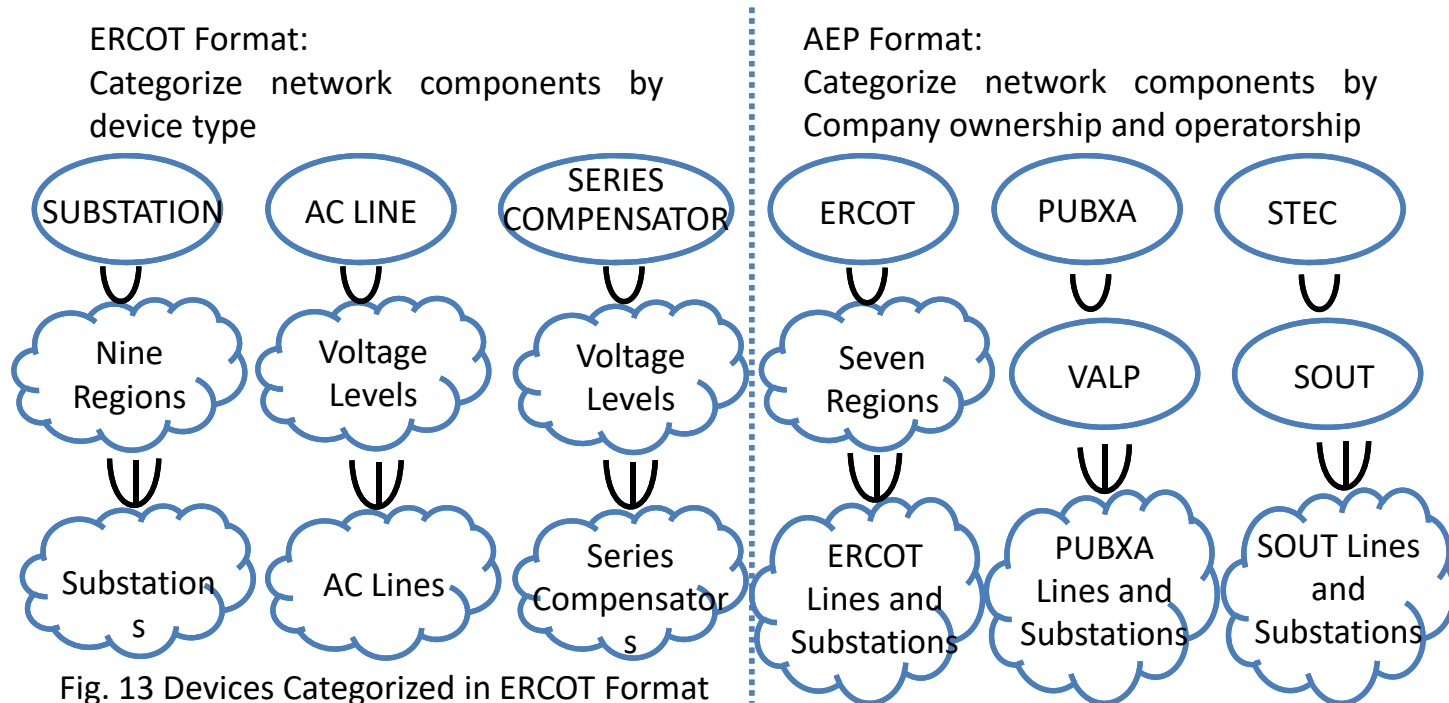 ERCOT Format:
Categorize network components by
device type
SUBSTATION
AC LINE
SERIES
COMPENSATOR
Nine
Regions
Voltage
Levels
Voltage
Levels
Substation
s
AC Lines
Series
Compensator
s
Fig. 13 Devices Categorized in ERCOT Format
AEP Format:
Categorize network components by
Company ownership and operatorship
ERCOT
PUBXA
STEC
Seven
Regions
VALP
SOUT
ERCOT
Lines and
Substations
PUBXA
Lines and
Substations
SOUT Lines
and
Substations